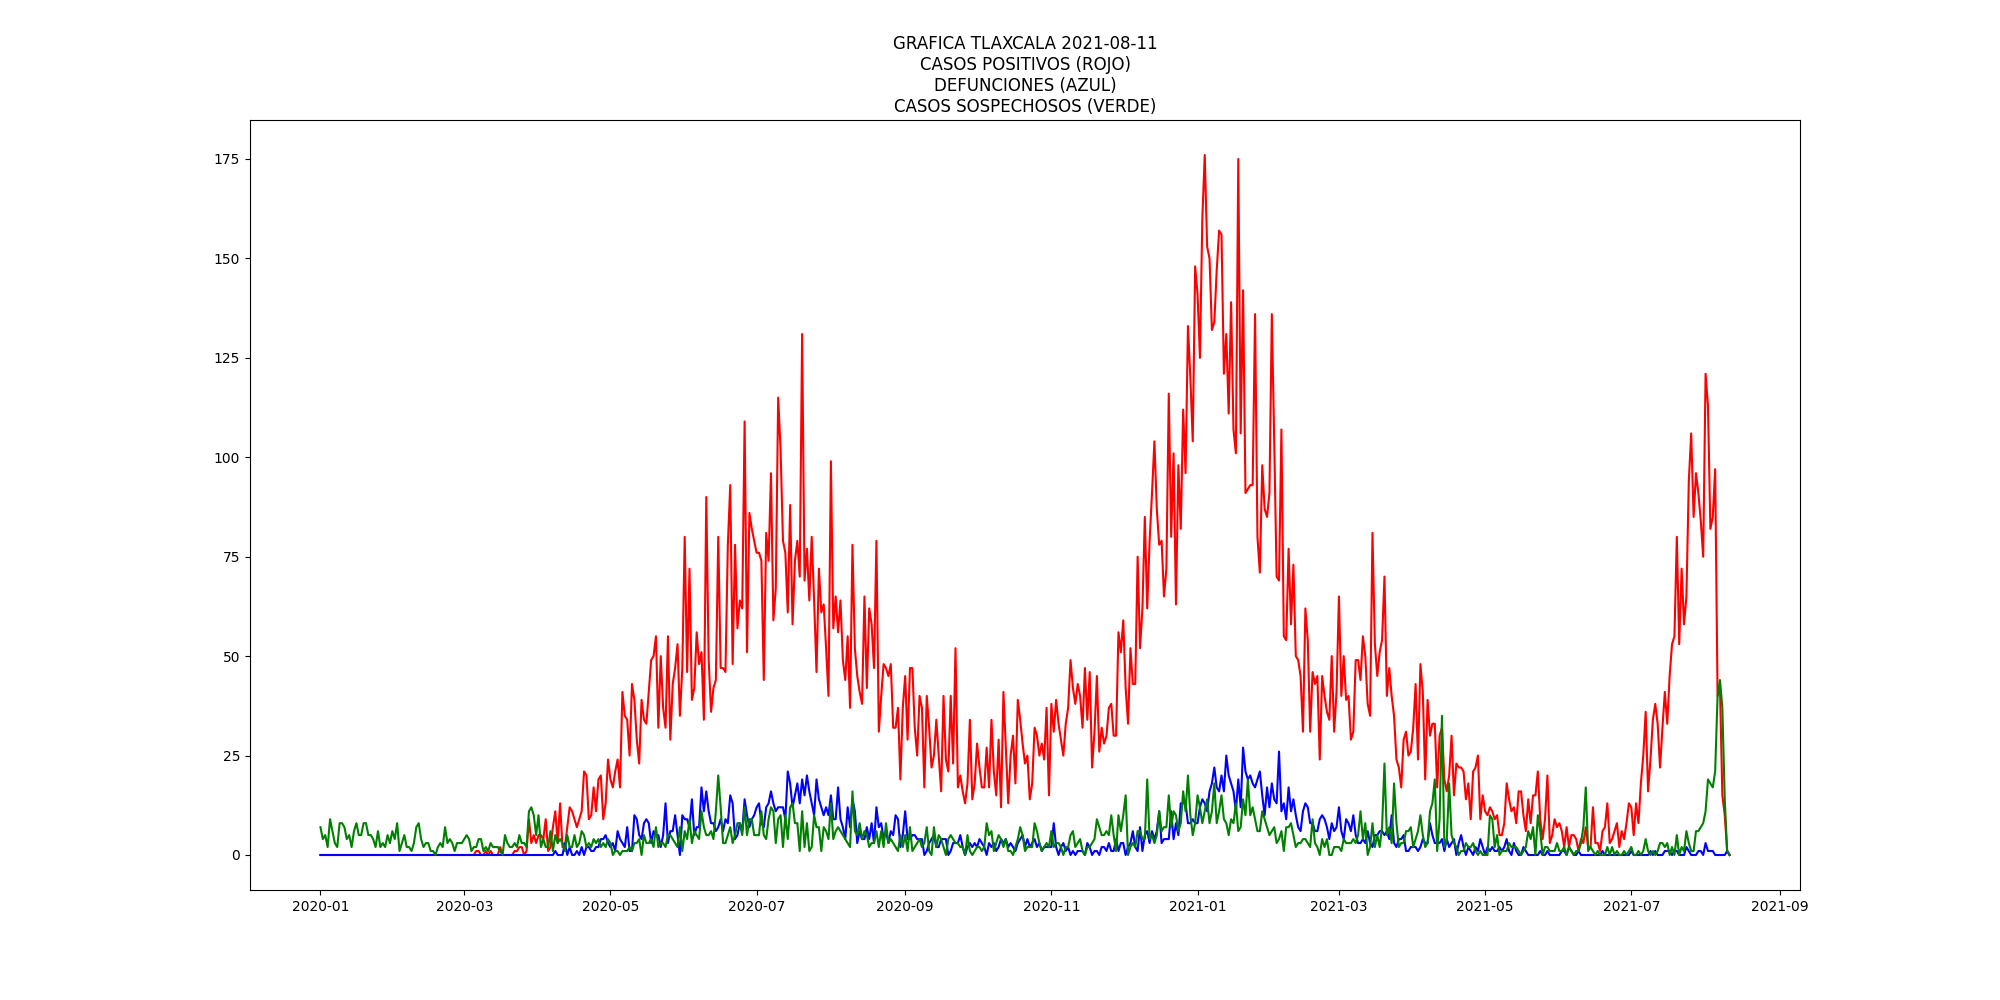 GRAFICA TLAXCALA 2021-08-11
CASOS POSITIVOS (ROJO)
DEFUNCIONES (AZUL)
CASOS SOSPECHOSOS (VERDE)
175
150
125
100
75
50
25
0
2020-01 2020-03 2020-05 2020-07 2020-09 2020-11 2021-01 2021-03 2021-05 2021-07 2021-09